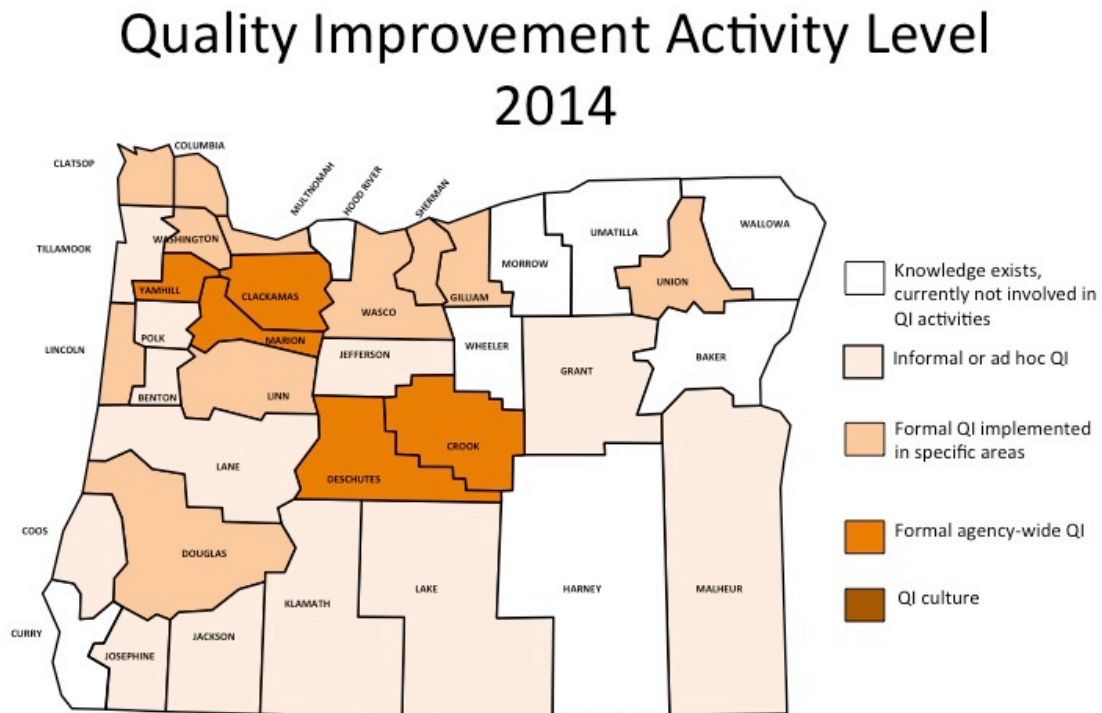 Quality Improvement Activity Level
2014
COLUMBIA
CLATSOP
MULTNOMAH
HOOD RIVER
SHERMAN
TILLAMOOK
WASHINGTON
UMATILLA
WALLOWA
MORROW
YAMHILL
CLACKAMAS
GILLIAM
UNION
WASCO
POLK
MARION
LINCOLN
JEFFERSON
WHEELER
BAKER
GRANT
BENTON
LINN
LANE
CROOK
DESCHUTES
COOS
DOUGLAS
KLAMATH
LAKE
HARNEY
MALHEUR
CURRY
JOSEPHINE
JACKSON
Knowledge exists,
currently not involved in
QI activities
Informal or ad hoc QI
Formal QI implemented
in specific areas
Formal agency-wide QI
QI culture